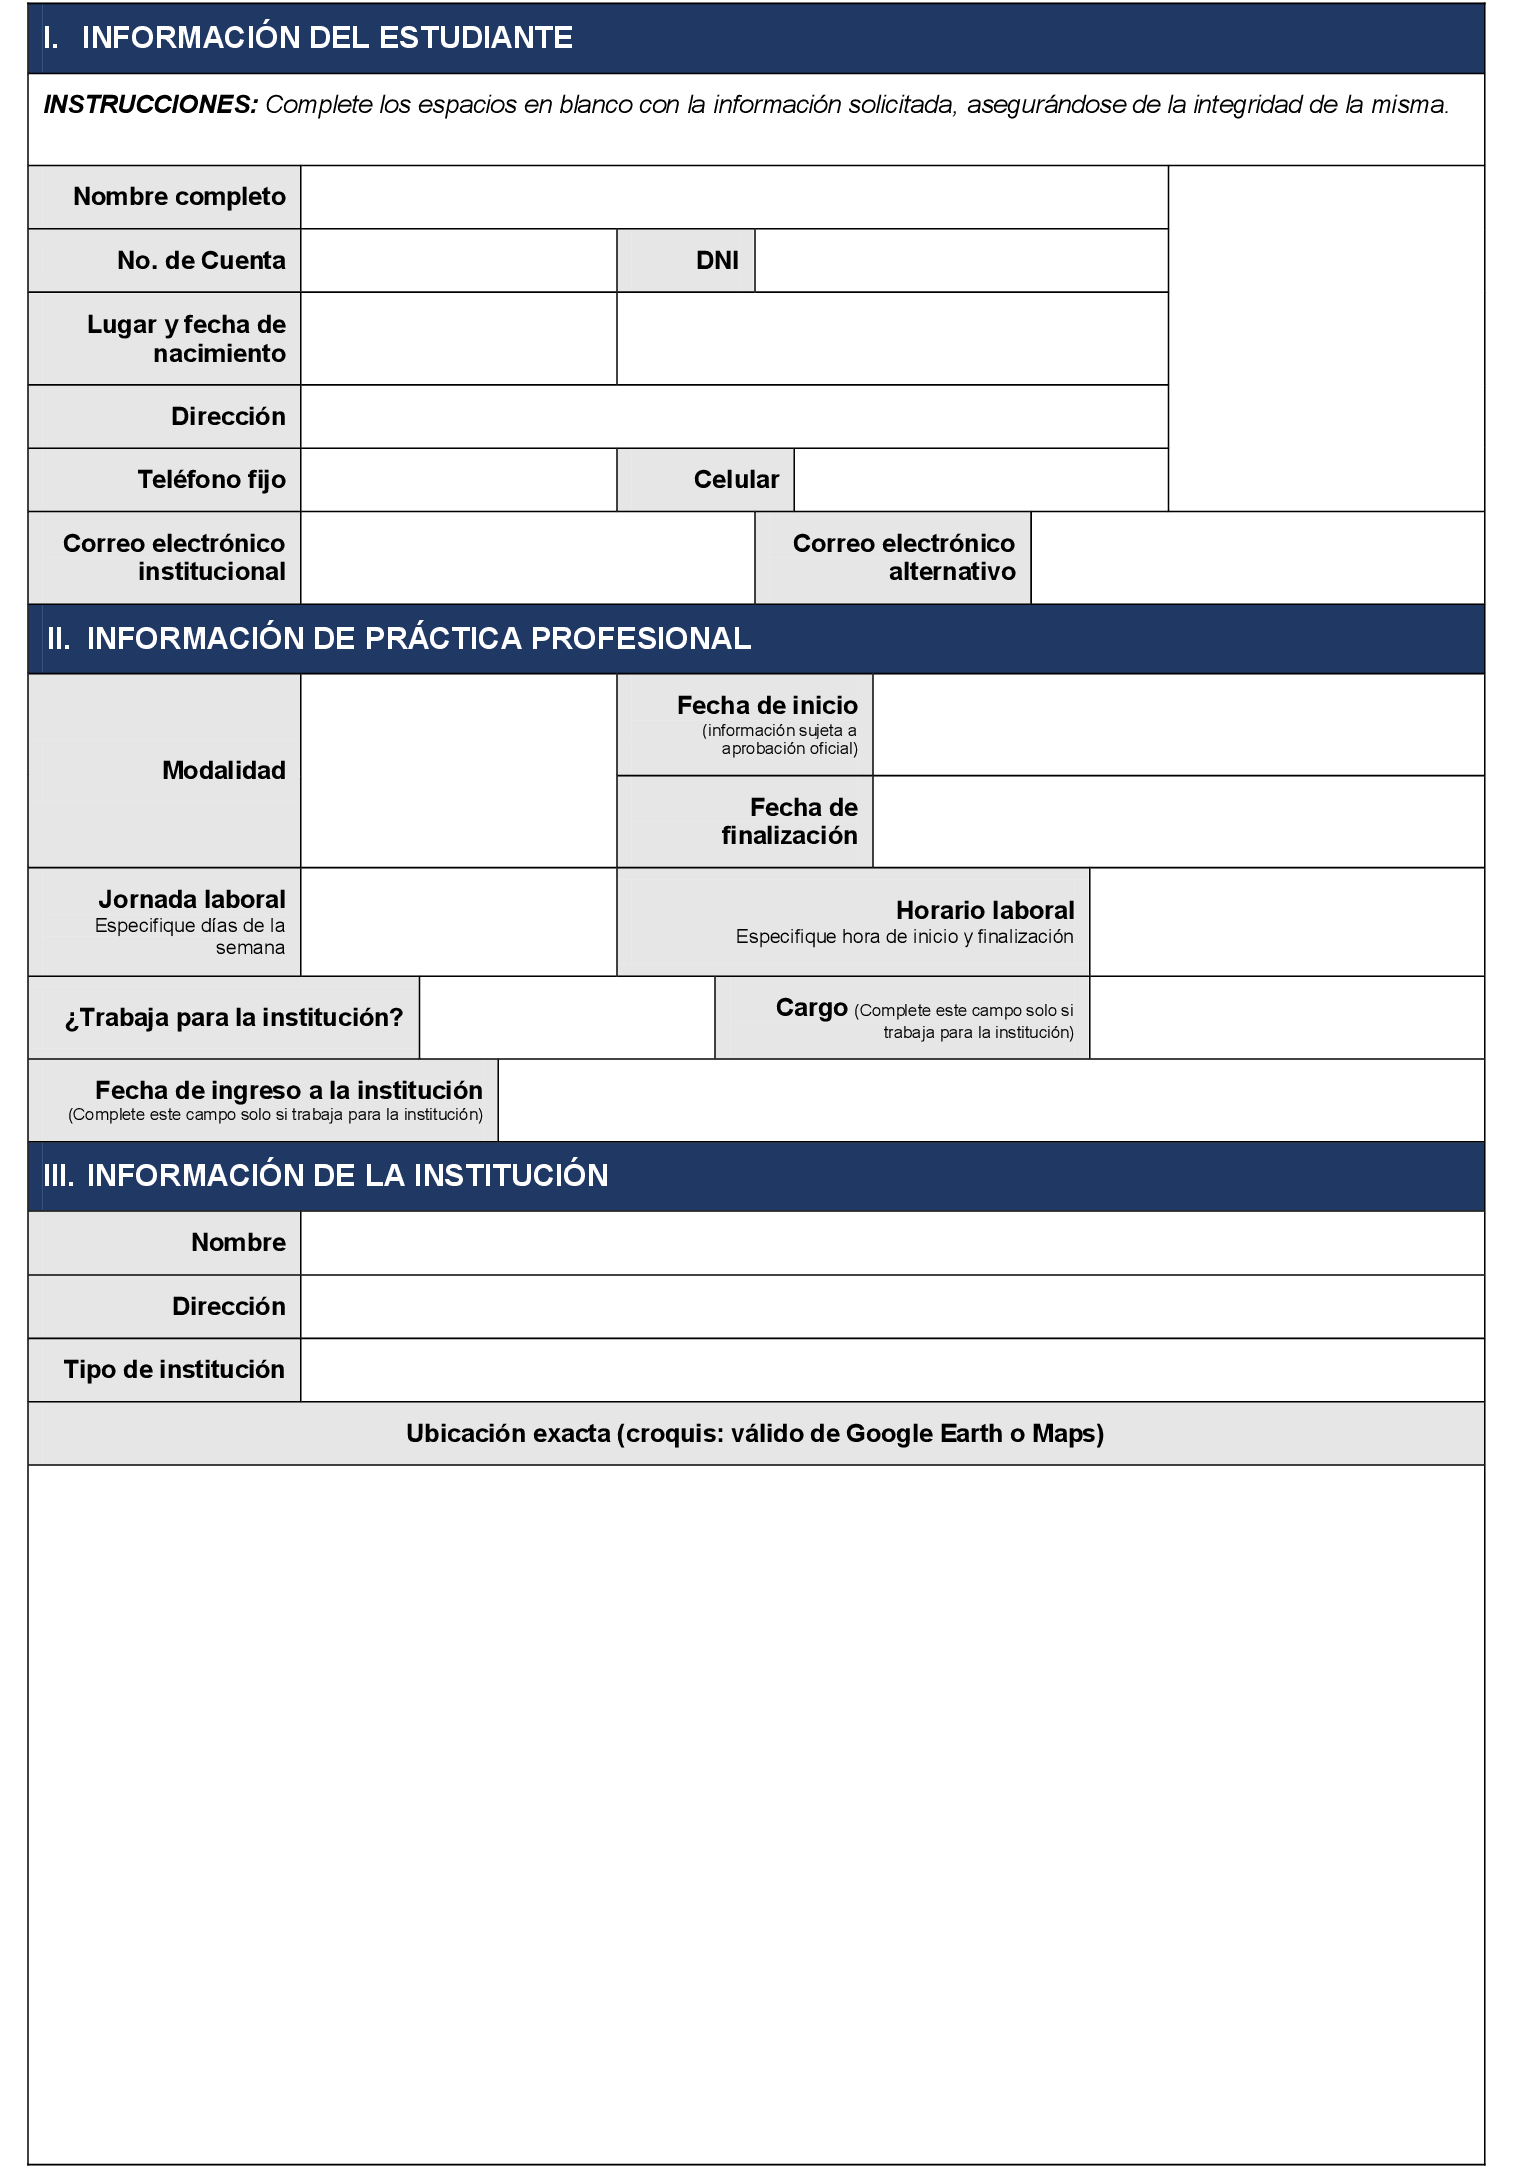 I. INFORMACIÓN DEL ESTUDIANTE
INSTRUCCIONES: Complete los espacios en blanco con la información solicitada, asegurándose de la integridad de la misma.
Nombre completo
No. de Cuenta
DNI
Lugar y fecha de
nacimiento
Dirección
Teléfono fijo
Celular
Correo electrónico
institucional
Correo electrónico
alternativo
II. INFORMACIÓN DE PRÁCTICA PROFESIONAL
Modalidad
Fecha de inicio
(información sujeta a
aprobación oficial)
Fecha de
finalización
Jornada laboral
Especifique días de la
semana
Horario laboral
Especifique hora de inicio y finalización
¿Trabaja para la institución?
Cargo (Complete este campo solo si
trabaja para la institución)
Fecha de ingreso a la institución
(Complete este campo solo si trabaja para la institución)
III. INFORMACIÓN DE LA INSTITUCIÓN
Nombre
Dirección
Tipo de institución
Ubicación exacta (croquis: válido de Google Earth o Maps)